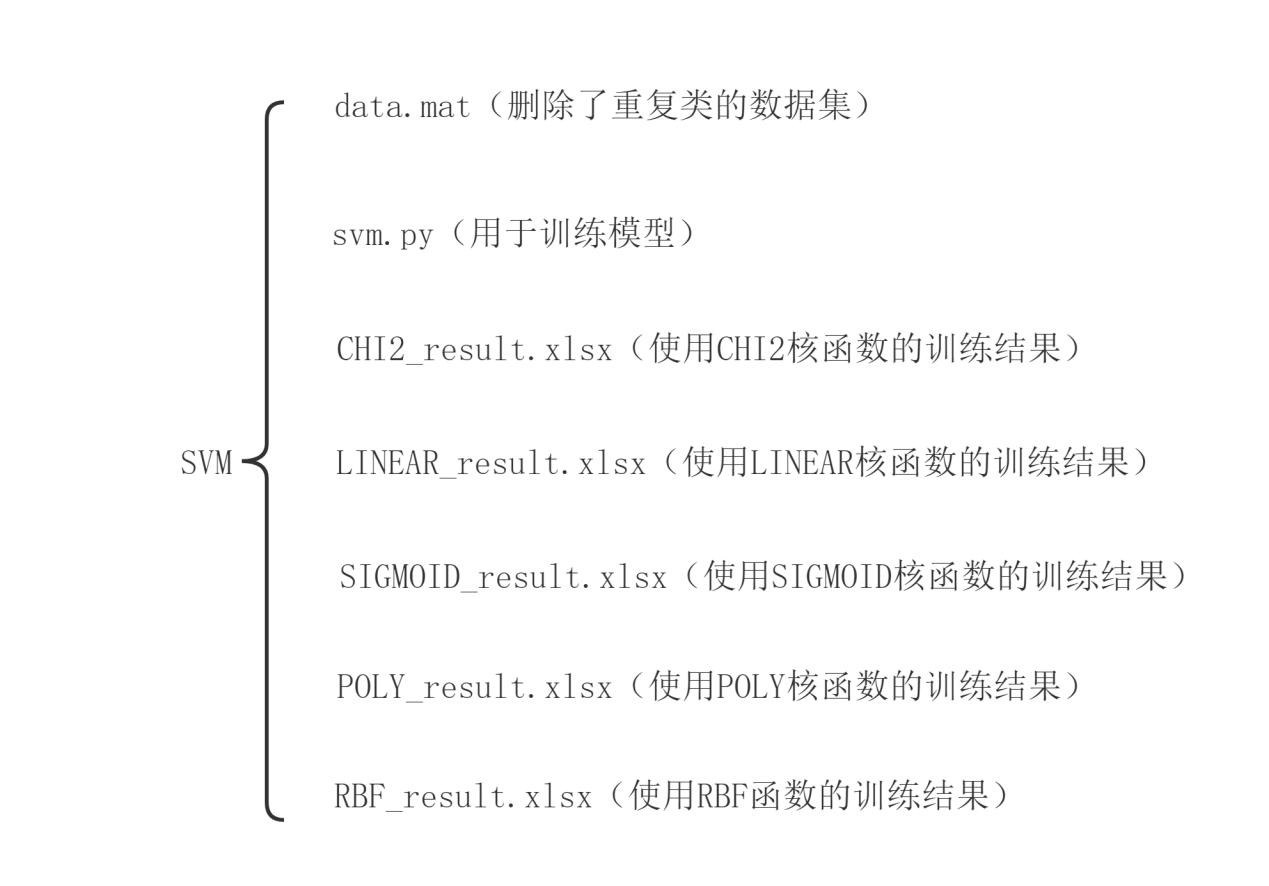 data.mat（删除了重复类的数据集）
svm.py（用于训练模型）
CHI2_result.xlsx（使用CHI2核函数的训练结果）
SVM
LINEAR_result.xlsx（使用LINEAR核函数的训练结果）
SIGMOID_result.xlsx（使用SIGMOID核函数的训练结果）
POLY_result.xlsx（使用POLY核函数的训练结果）
RBF_result.xlsx（使用RBF函数的训练结果）